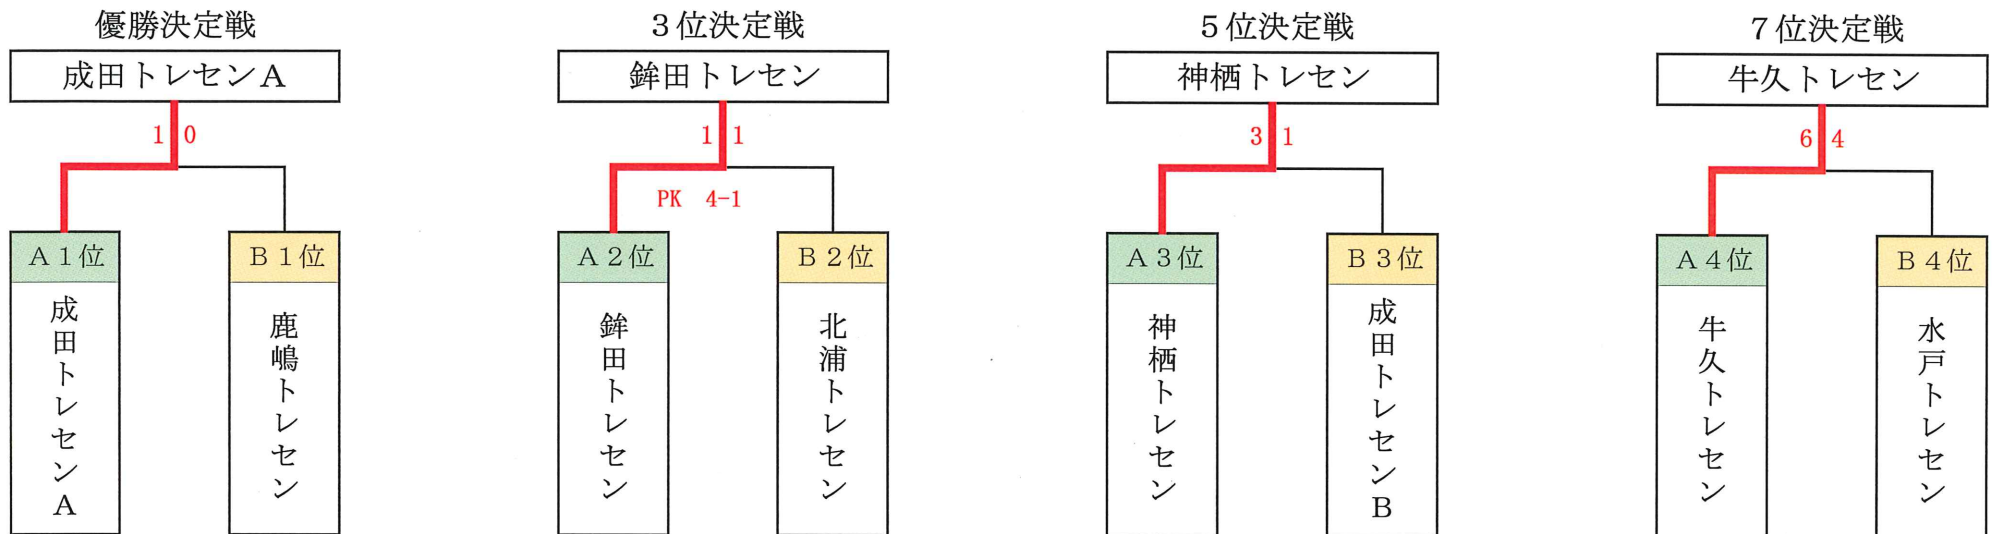 優勝決定戦
成田トレセンA
1 0
A1位
B1位
成田トレセンA
鹿嶋トレセン
3位決定戦
鉾田トレセン
1 1
PK 4-1
A2位
B2位
鉾田トレセン
北浦トレセン
5位決定戦
神栖トレセン
3 1
A3位
B3位
神栖トレセン
成田トレセンB
7位決定戦
牛久トレセン
6 4
A4位
B4位
牛久トレセン
水戸トレセン